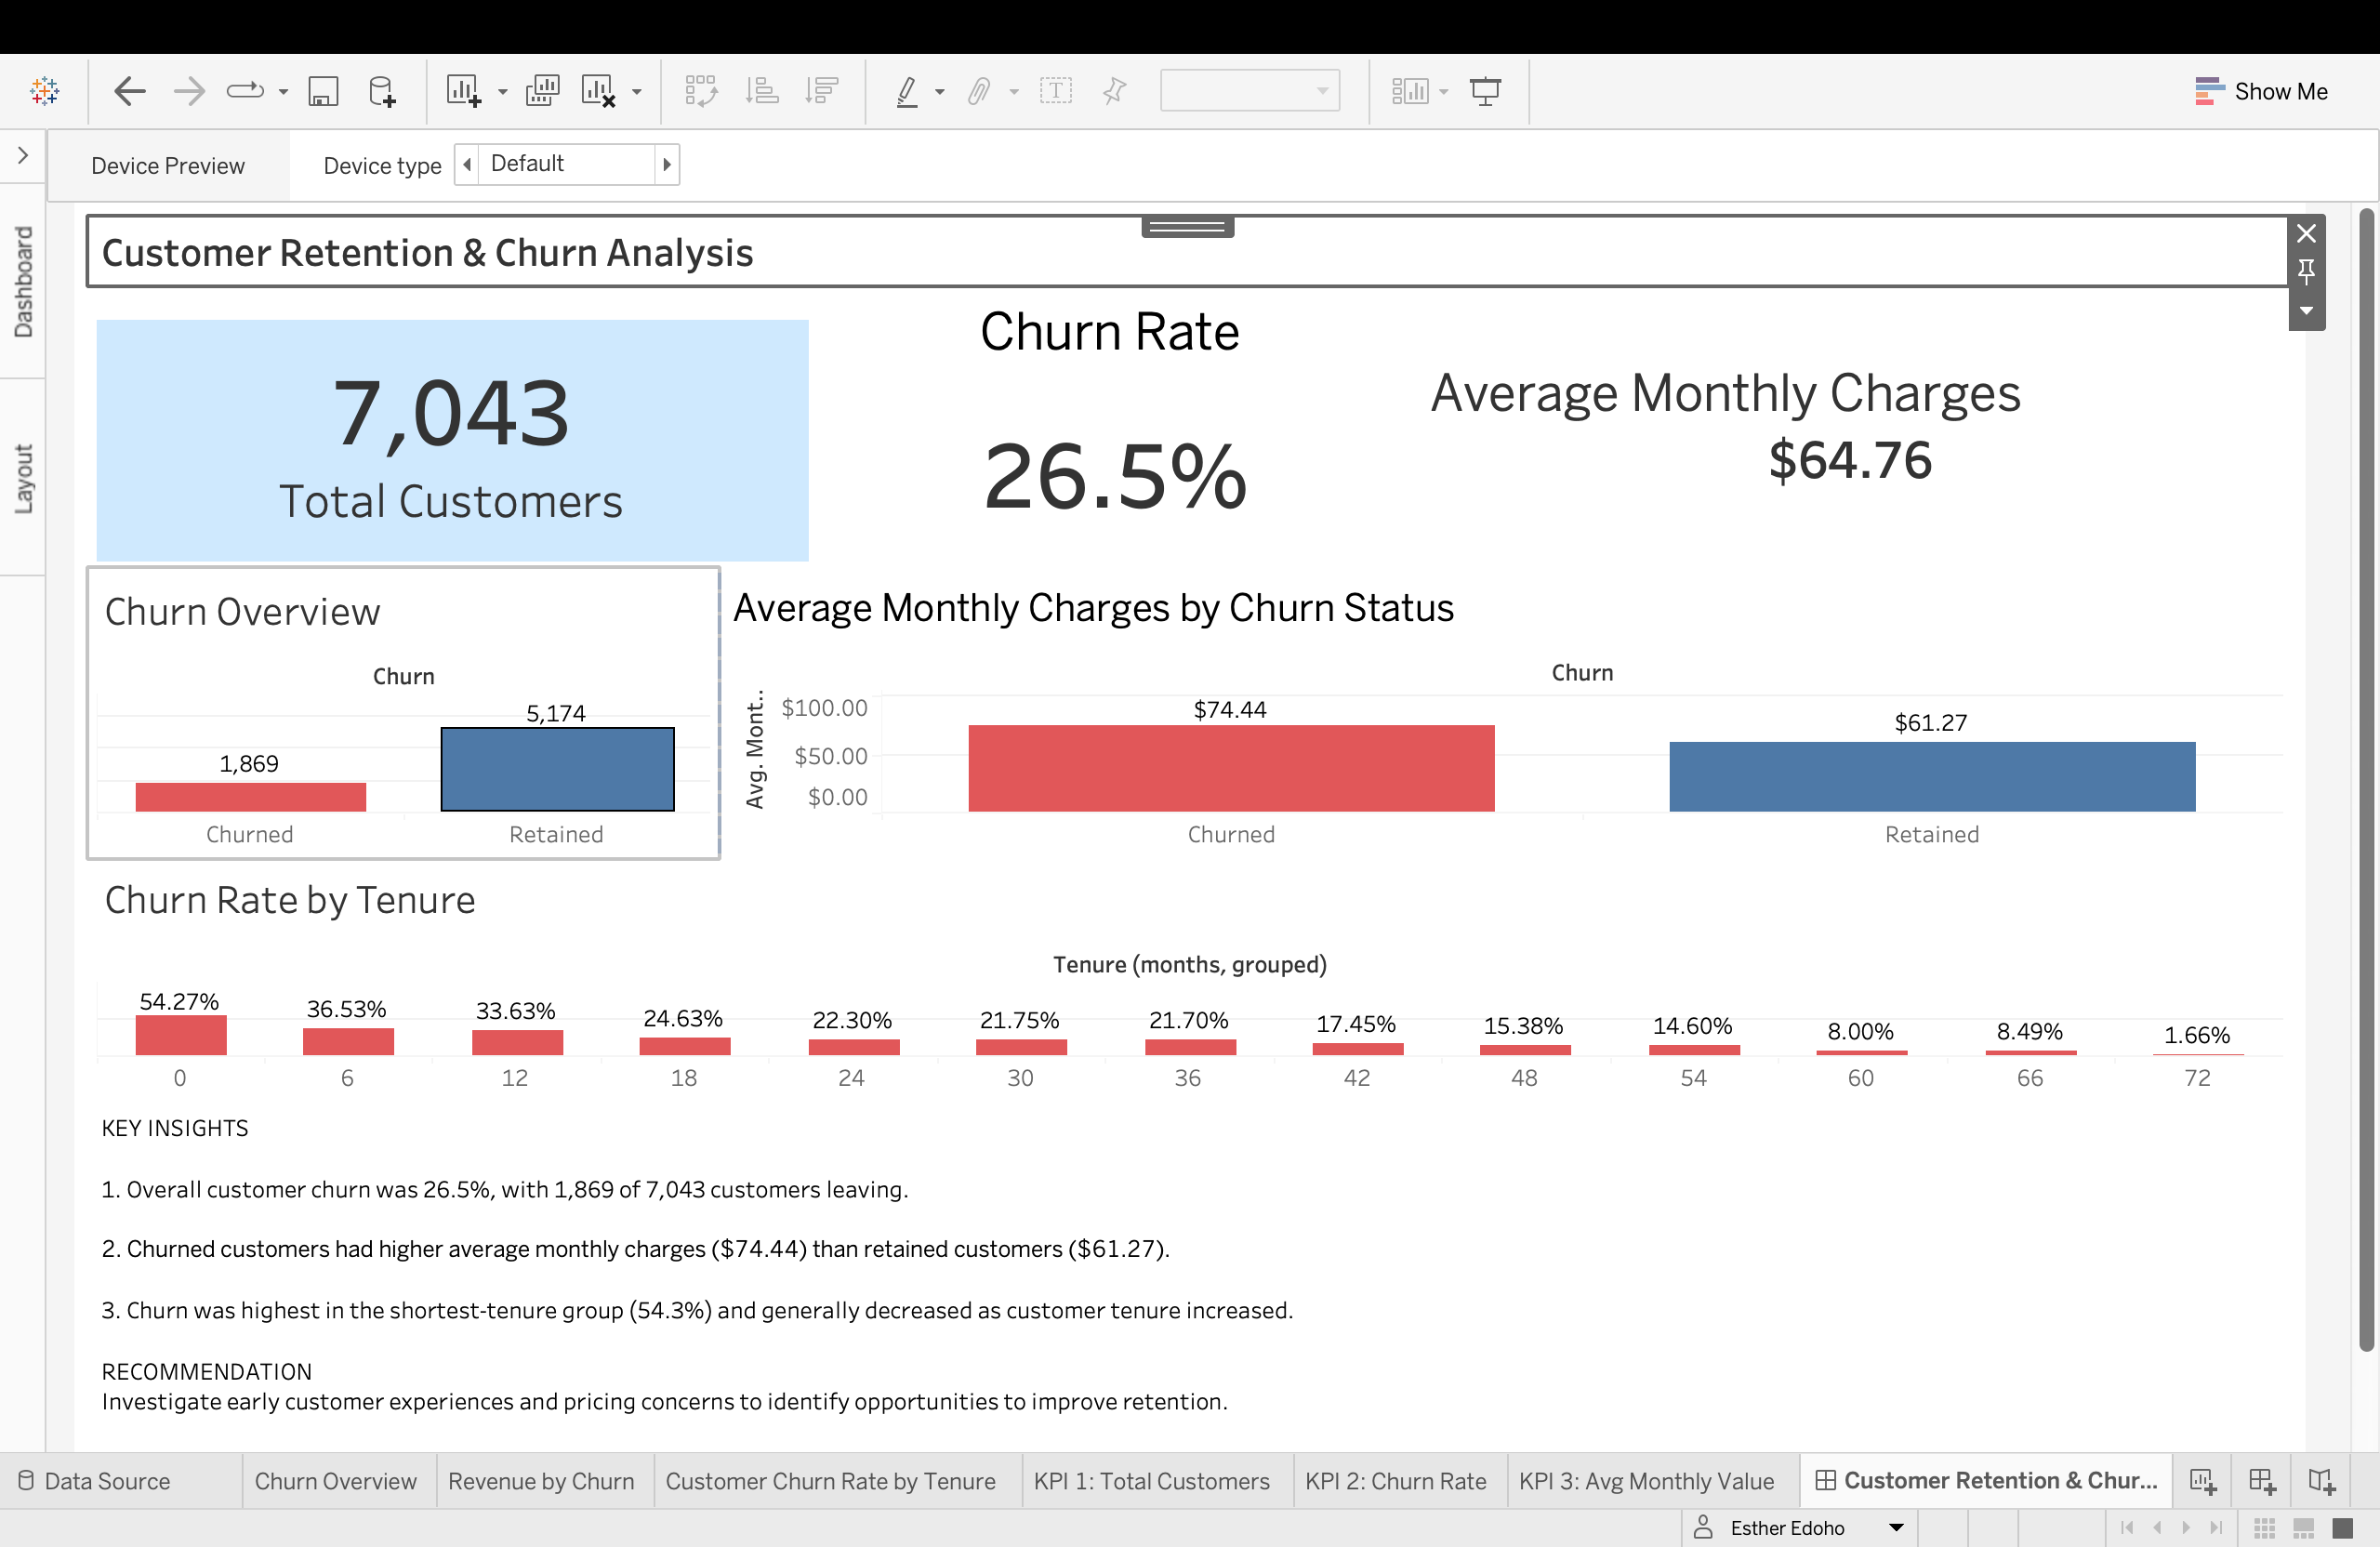 Show Me
Device Preview
Device type
Default
Dashboard
Layout
Customer Retention & Churn Analysis
7,043
Total Customers
Churn Rate
26.5%
Average Monthly Charges
$64.76
Churn Overview
Churn
5,174
1,869
Churned
Retained
Average Monthly Charges by Churn Status
Churn
Avg. Mont..
$100.00
$50.00
$0.00
$74.44
$61.27
Churned
Retained
Churn Rate by Tenure
Tenure (months, grouped)
54.27% 36.53% 33.63% 24.63% 22.30% 21.75% 21.70% 17.45% 15.38% 14.60% 8.00% 8.49% 1.66%
0 6 12 18 24 30 36 42 48 54 60 66 72
KEY INSIGHTS
1. Overall customer churn was 26.5%, with 1,869 of 7,043 customers leaving.
2. Churned customers had higher average monthly charges ($74.44) than retained customers ($61.27).
3. Churn was highest in the shortest-tenure group (54.3%) and generally decreased as customer tenure increased.
RECOMMENDATION
Investigate early customer experiences and pricing concerns to identify opportunities to improve retention.
Data Source Churn Overview Revenue by Churn Customer Churn Rate by Tenure KPI 1: Total Customers KPI 2: Churn Rate KPI 3: Avg Monthly Value Customer Retention & Chur...
Esther Edoho